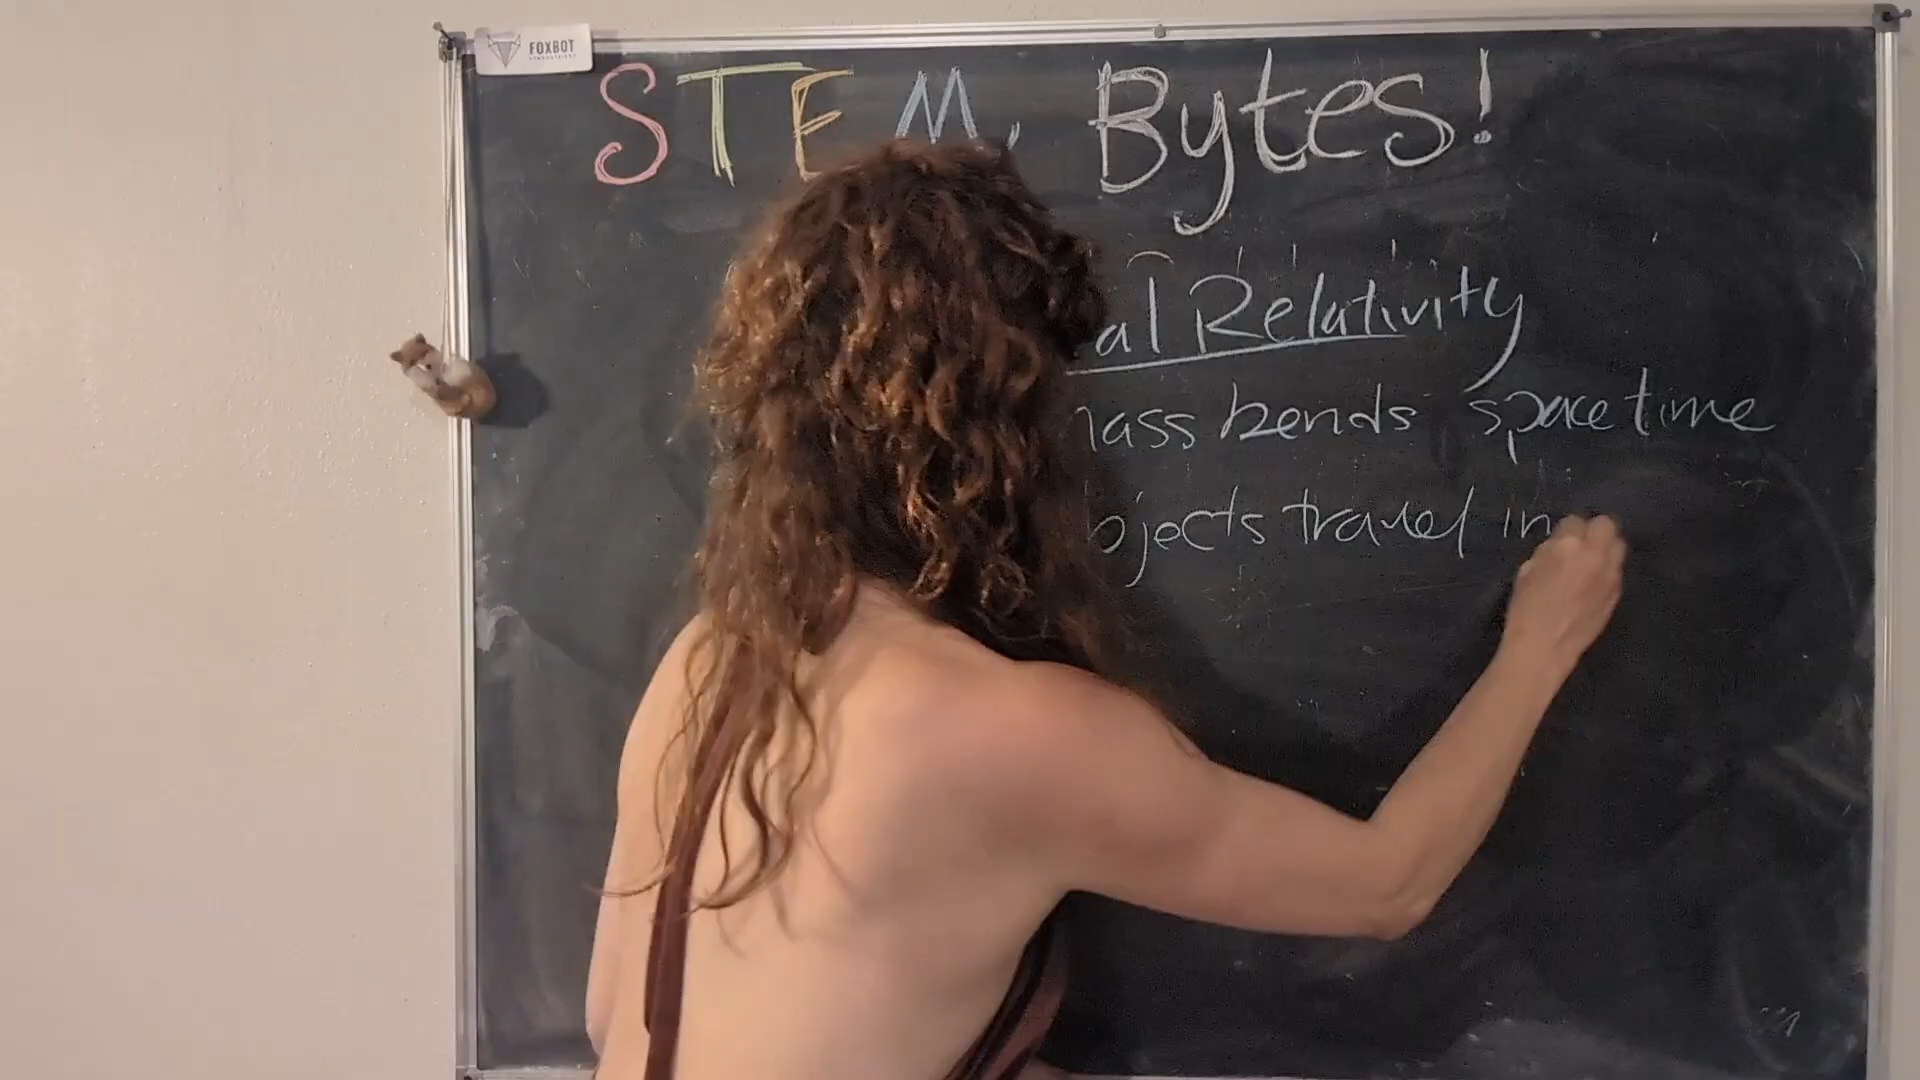 FOXBOT
STEM Bytes!
al Relativity
ass bends spacetime
bjects travel in